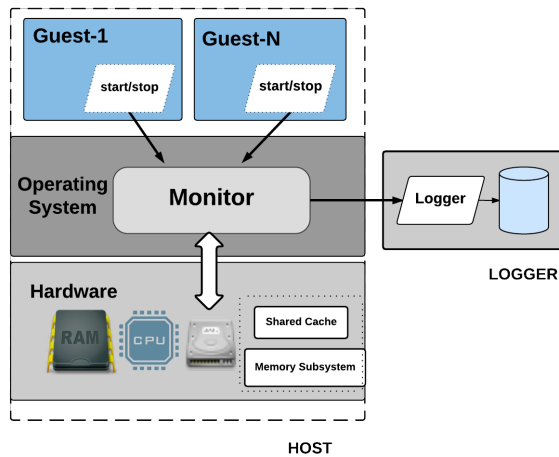 Guest-1
Guest-N
start/stop
start/stop
Operating
System
Monitor
Logger
LOGGER
Hardware
RAM
CPU
Shared Cache
Memory Subsystem
HOST